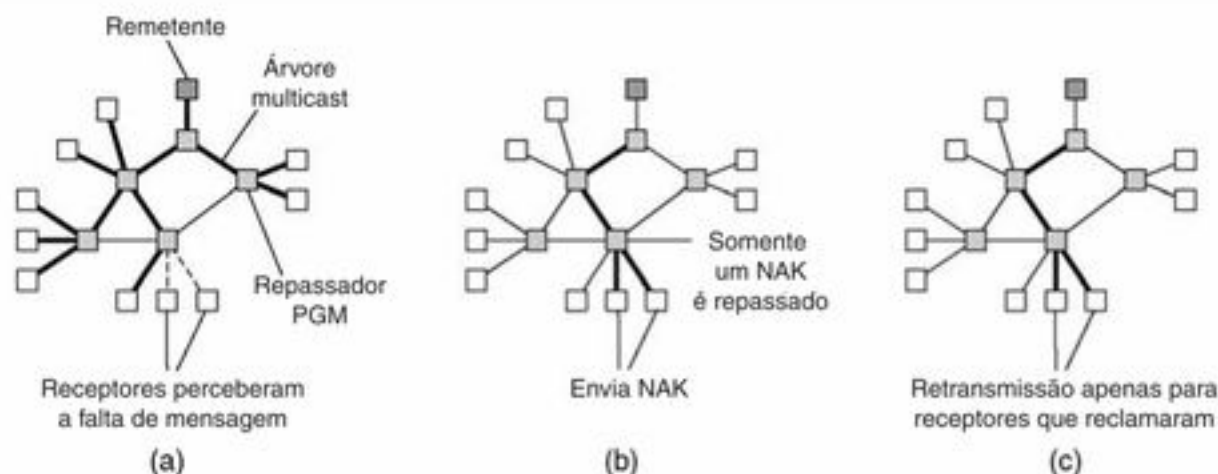 Remetente
Árvore
multicast
Repassador
PGM
Receptores perceberam
a falta de mensagem
(a)
Somente
um NAK
é repassado
Envia NAK
(b)
Retransmissão apenas para
receptores que reclamaram
(c)